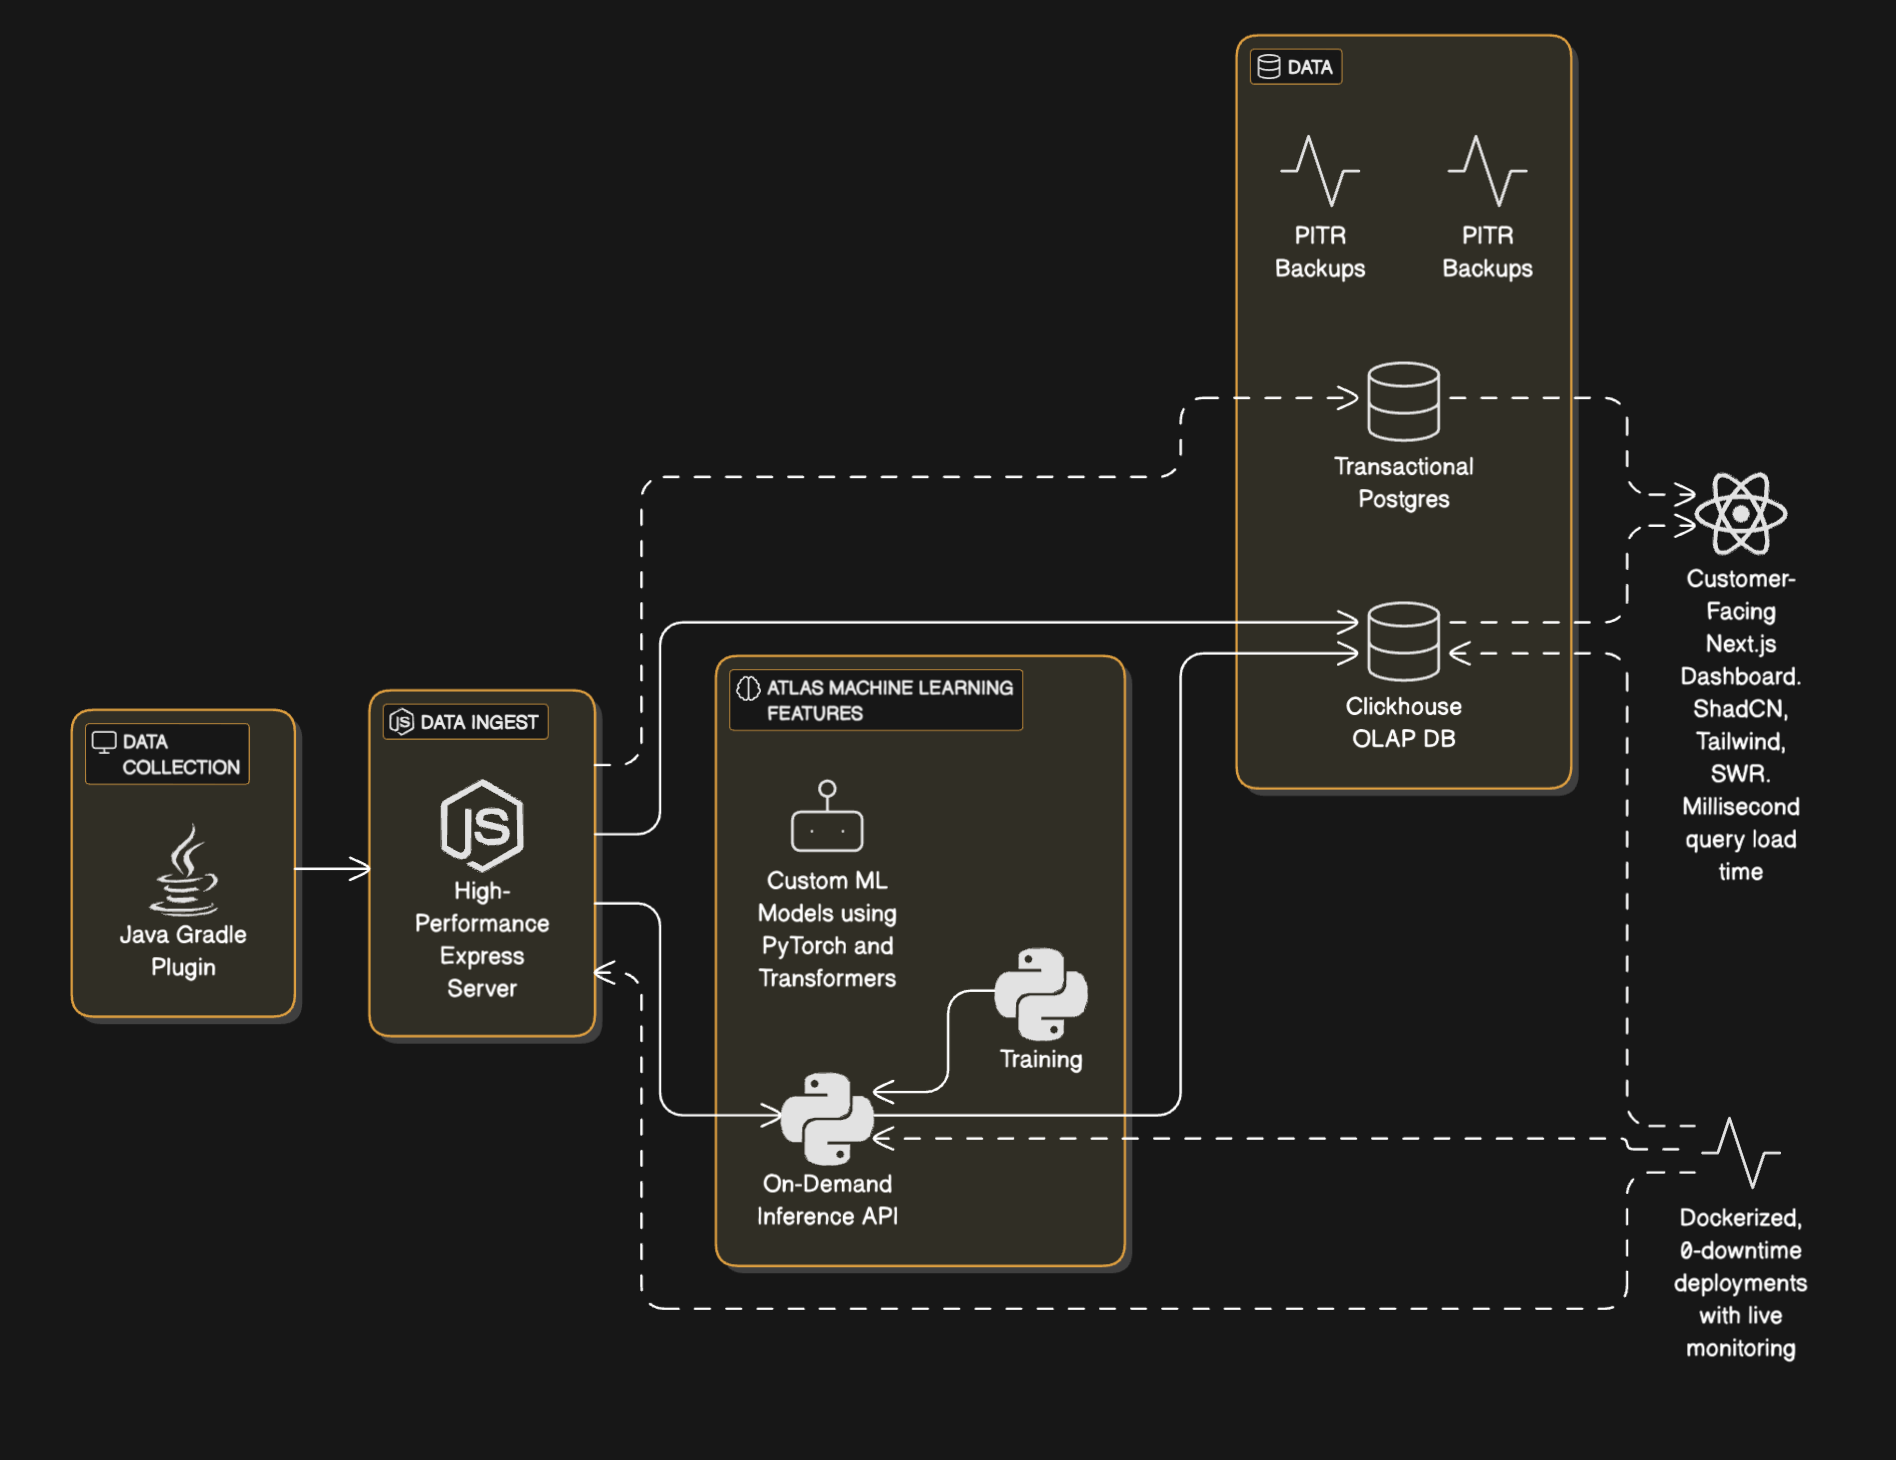 DATA
PITR
Backups
PITR
Backups
Transactional
Postgres
Clickhouse
OLAP DB
Customer-
Facing
Next.js
Dashboard.
ShadCN,
Tailwind,
SWR.
Millisecond
query load
time
DATA
COLLECTION
Java Gradle
Plugin
JS DATA INGEST
JS
High-
Performance
Express
Server
ATLAS MACHINE LEARNING
FEATURES
Custom ML
Models using
PyTorch and
Transformers
Training
On-Demand
Inference API
Dockerized,
0-downtime
deployments
with live
monitoring